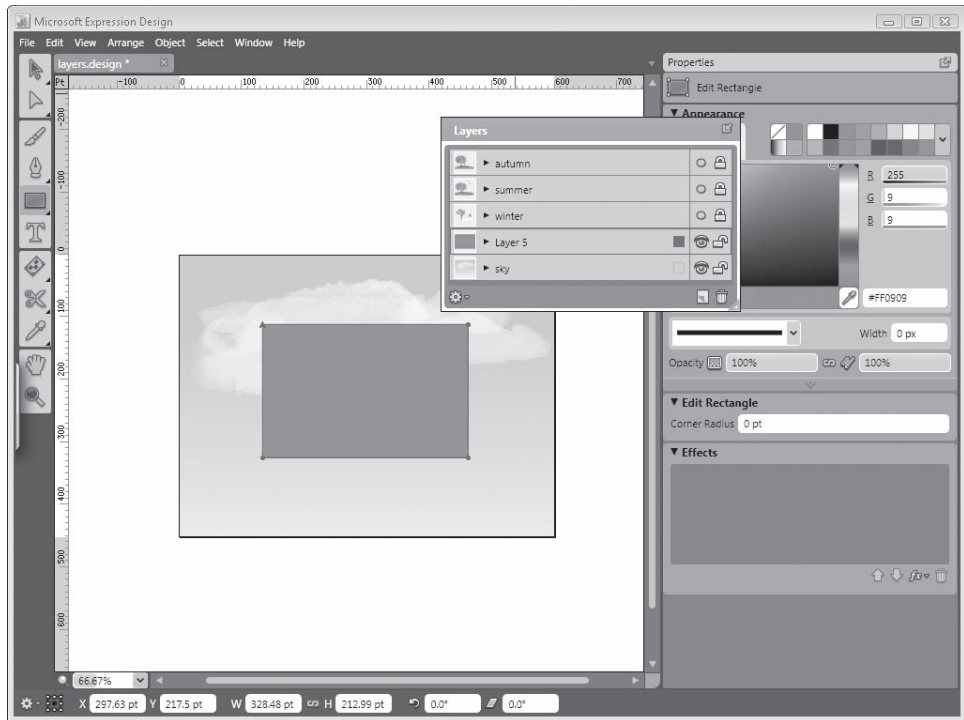 Microsoft Expression Design
File Edit View Arrange Object Select Window Help
layers.design *
Properties
Pt -100 0 100 200 300 400 500 600 700
Edit Rectangle
Appearance
Layers
autumn
summer
winter
Layer 5
sky
R 255
G 9
B 9
#FF0909
Width 0 px
Opacity 100% 100%
Edit Rectangle
Corner Radius 0 pt
Effects
fx
-200
-100
0
100
200
300
400
500
600
T
66.67%
X 297.63 pt Y 217.5 pt W 328.48 pt H 212.99 pt 0.0° 0.0°